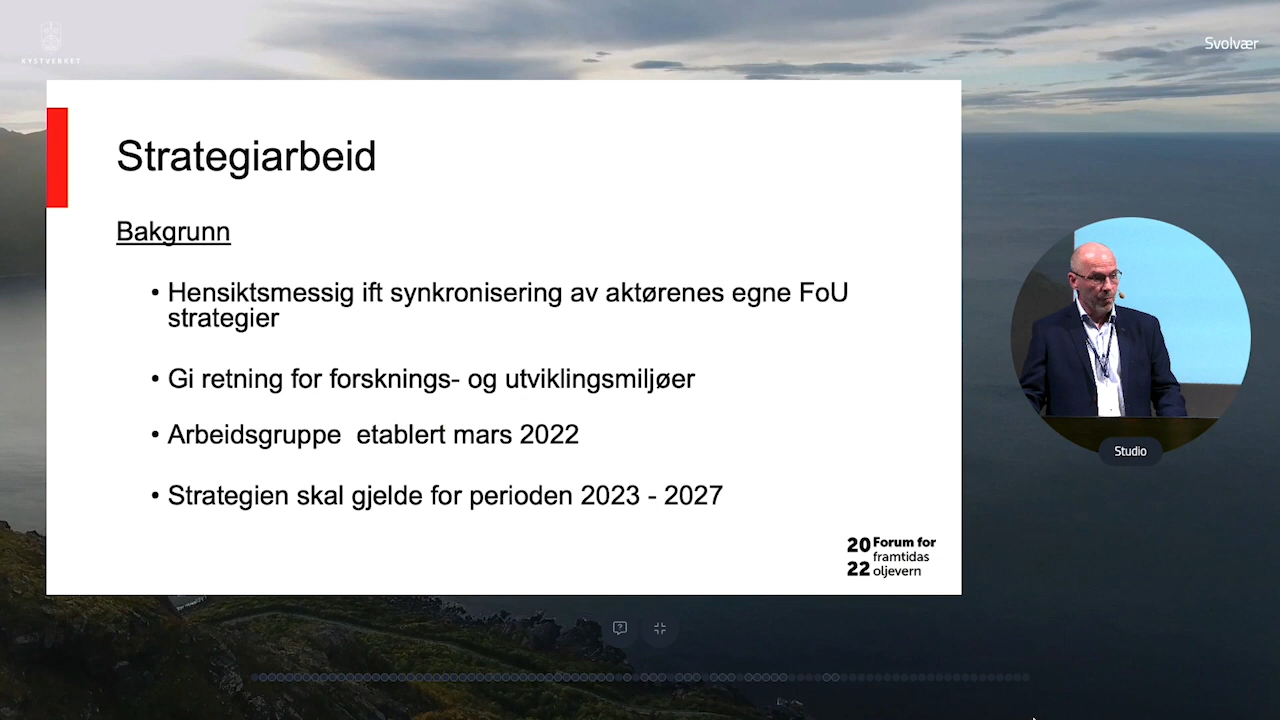 KYSTVERKET
Svolvær
Strategiarbeid
Bakgrunn
• Hensiktsmessig ift synkronisering av aktørenes egne FoU
strategier
• Gi retning for forsknings- og utviklingsmiljøer
• Arbeidsgruppe  etablert mars 2022
• Strategien skal gjelde for perioden 2023 - 2027
20 Forum for
framtidas
22 oljevern
Studio